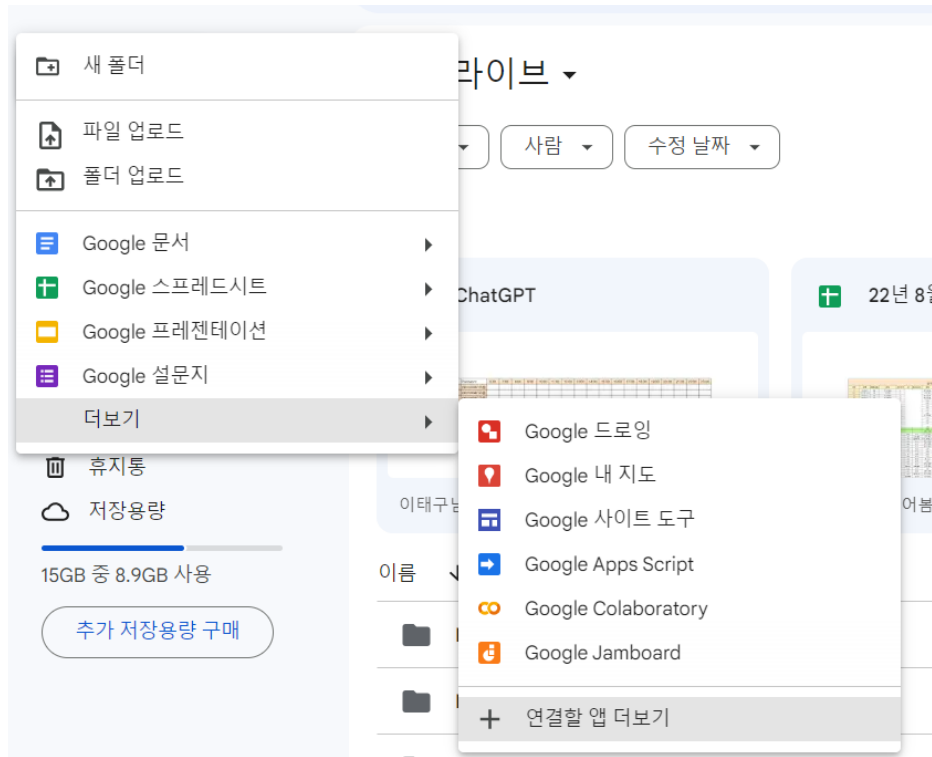 새 폴더
파일 업로드
폴더 업로드
Google 문서
Google 스프레드시트
Google 프레젠테이션
Google 설문지
더보기
휴지통
저장용량
15GB 중 8.9GB 사용
추가 저장용량 구매
라이브
사람
수정 날짜
ChatGPT
22년 8월
이태구님
이름
Google 드로잉
Google 내 지도
Google 사이트 도구
Google Apps Script
Google Colaboratory
Google Jamboard
연결할 앱 더보기